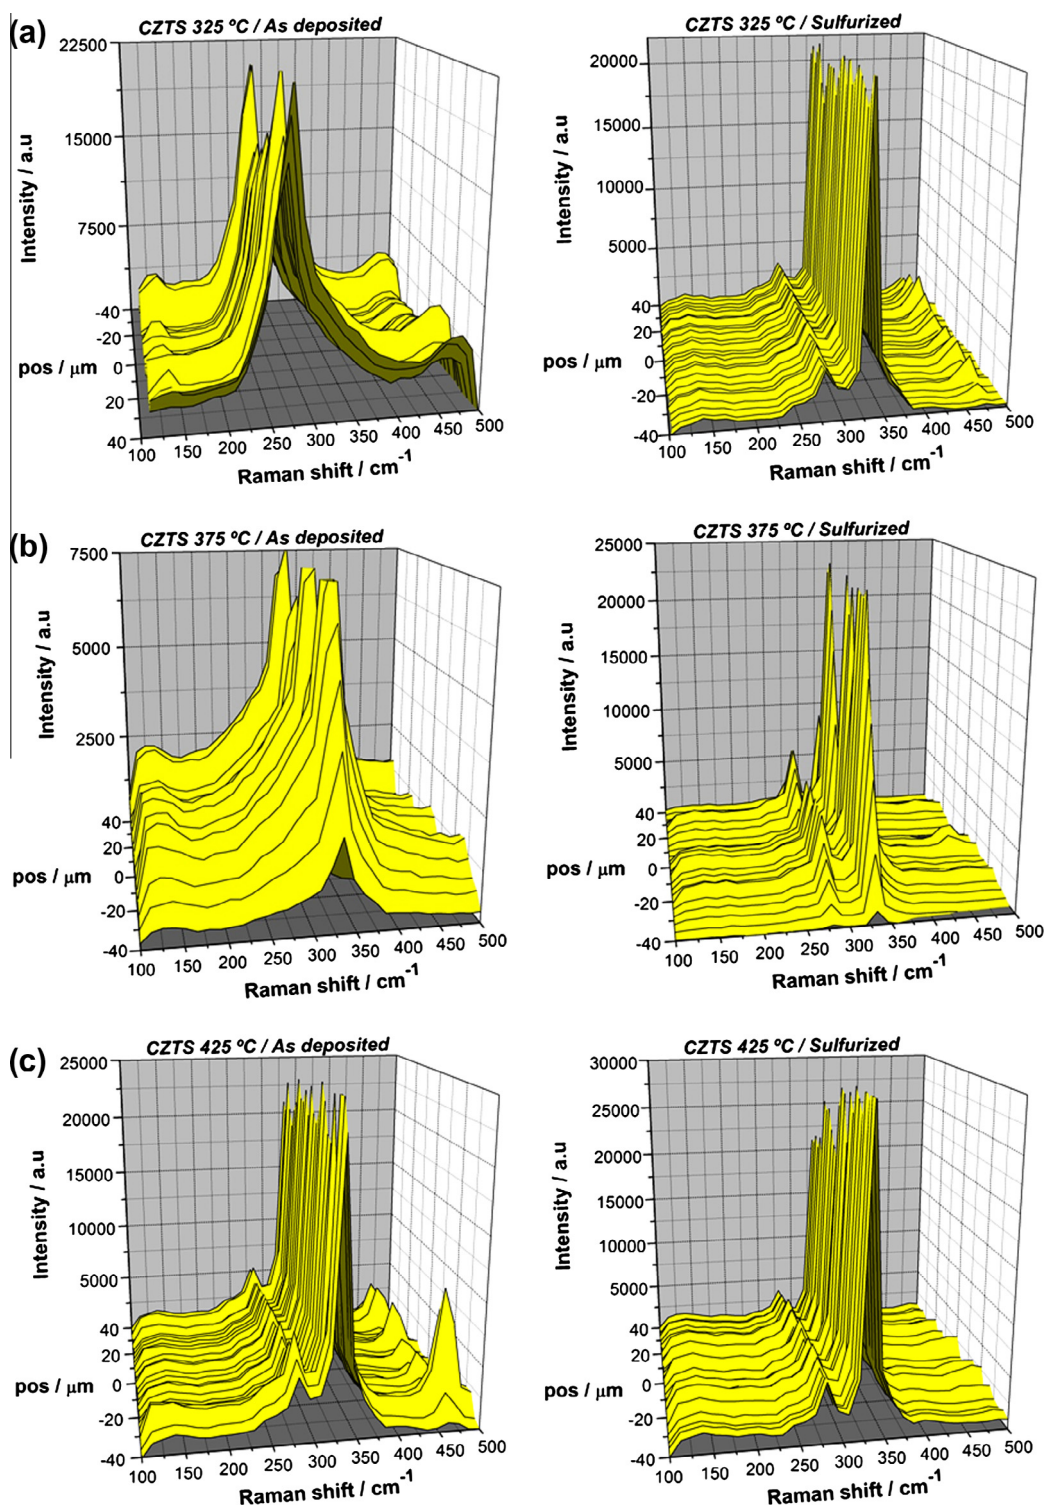 (a)
CZTS 325 ºC / As deposited
22500
15000
7500
Intensity / a.u
-40
-20
0
20
40
pos / μm
100 150 200 250 300 350 400 450 500
Raman shift / cm-1
CZTS 325 ºC / Sulfurized
20000
15000
10000
5000
Intensity / a.u
40
20
0
-20
-40
pos / μm
100 150 200 250 300 350 400 450 500
Raman shift / cm-1
(b)
CZTS 375 ºC / As deposited
7500
5000
2500
Intensity / a.u
40
20
0
-20
-40
pos / μm
100 150 200 250 300 350 400 450 500
Raman shift / cm-1
CZTS 375 ºC / Sulfurized
25000
20000
15000
10000
5000
Intensity / a.u
40
20
0
-20
-40
pos / μm
100 150 200 250 300 350 400 450 500
Raman shift / cm-1
(c)
CZTS 425 ºC / As deposited
25000
20000
15000
10000
5000
Intensity / a.u
40
20
0
-20
-40
pos / μm
100 150 200 250 300 350 400 450 500
Raman shift / cm-1
CZTS 425 ºC / Sulfurized
30000
25000
20000
15000
10000
5000
Intensity / a.u
40
20
0
-20
-40
pos / μm
100 150 200 250 300 350 400 450 500
Raman shift / cm-1